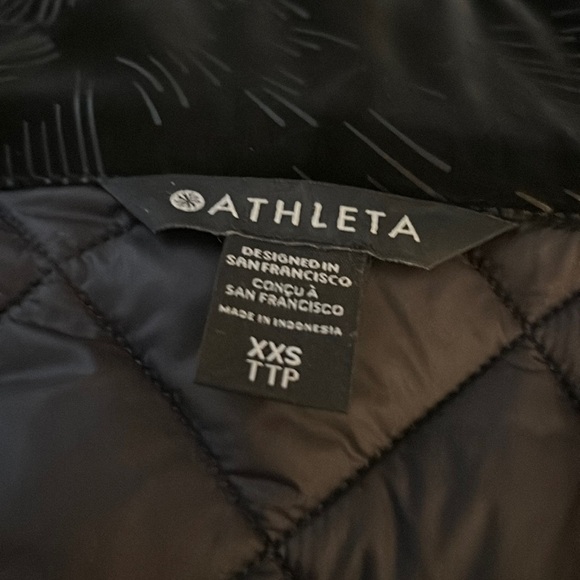 ATHLETA
DESIGNED IN
SAN FRANCISCO
CONÇU À
SAN FRANCISCO
MADE IN INDONESIA
XXS
TTP